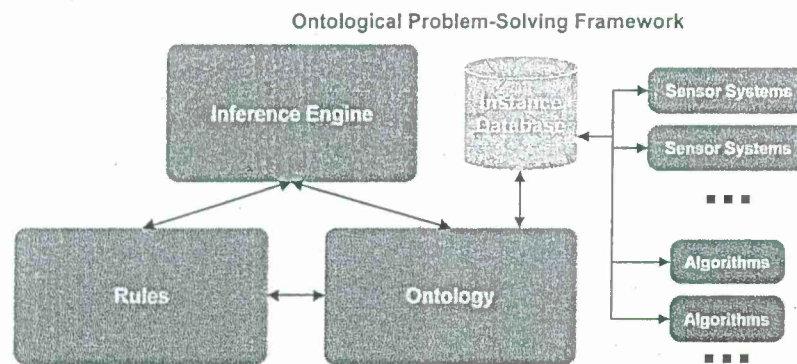 Ontological Problem-Solving Framework
Inference Engine
Instance
Database
Sensor Systems
Sensor Systems
Rules
Ontology
Algorithms
Algorithms